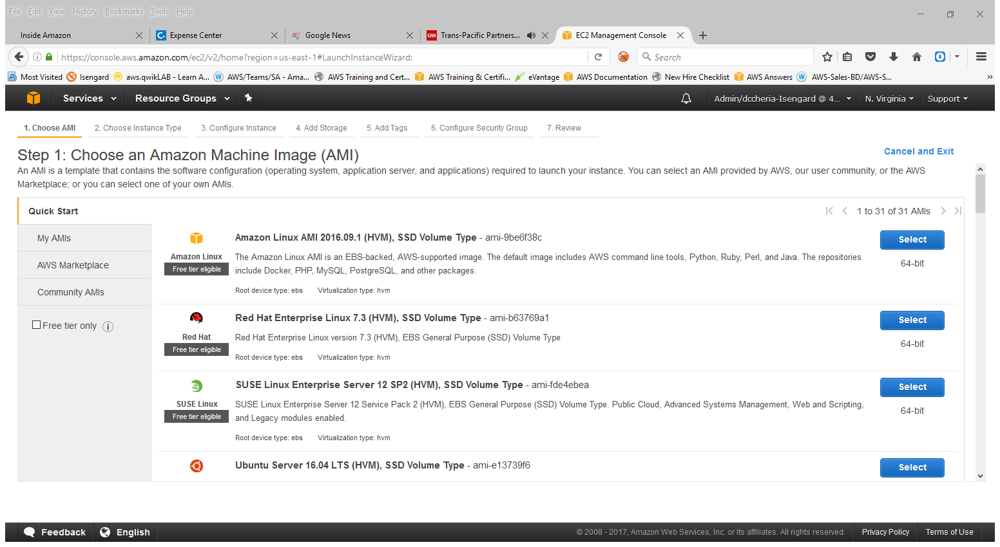 File Edit View History Bookmarks Tools Help
Inside Amazon
Expense Center
Google News
CNN Trans-Pacific Partners...
EC2 Management Console
https://console.aws.amazon.com/ec2/v2/home?region=us-east-1#LaunchInstanceWizard:
Search
Most Visited Isengard aws.qwikLAB - Learn A... AWS/Teams/SA - Ama... AWS Training and Cert... AWS Training & Certifi... eVantage AWS Documentation New Hire Checklist AWS Answers AWS-Sales-BD/AWS-S...
Services Resource Groups Admin/dccheria-Isengard @ 4... N. Virginia Support
1. Choose AMI 2. Choose Instance Type 3. Configure Instance 4. Add Storage 5. Add Tags 6. Configure Security Group 7. Review
Step 1: Choose an Amazon Machine Image (AMI)
Cancel and Exit
An AMI is a template that contains the software configuration (operating system, application server, and applications) required to launch your instance. You can select an AMI provided by AWS, our user community, or the AWS
Marketplace; or you can select one of your own AMIs.
Quick Start
1 to 31 of 31 AMIs
My AMIs
AWS Marketplace
Community AMIs
Free tier only
Amazon Linux
Free tier eligible
Amazon Linux AMI 2016.09.1 (HVM), SSD Volume Type - ami-9be6f38c
The Amazon Linux AMI is an EBS-backed, AWS-supported image. The default image includes AWS command line tools, Python, Ruby, Perl, and Java. The repositories
include Docker, PHP, MySQL, PostgreSQL, and other packages.
Root device type: ebs Virtualization type: hvm
Select
64-bit
Red Hat
Free tier eligible
Red Hat Enterprise Linux 7.3 (HVM), SSD Volume Type - ami-b63769a1
Red Hat Enterprise Linux version 7.3 (HVM), EBS General Purpose (SSD) Volume Type
Root device type: ebs Virtualization type: hvm
Select
64-bit
SUSE Linux
Free tier eligible
SUSE Linux Enterprise Server 12 SP2 (HVM), SSD Volume Type - ami-fde4ebea
SUSE Linux Enterprise Server 12 Service Pack 2 (HVM), EBS General Purpose (SSD) Volume Type. Public Cloud, Advanced Systems Management, Web and Scripting,
and Legacy modules enabled.
Root device type: ebs Virtualization type: hvm
Select
64-bit
Ubuntu Server 16.04 LTS (HVM), SSD Volume Type - ami-e13739f6
Select
Feedback English © 2008 - 2017, Amazon Web Services, Inc. or its affiliates. All rights reserved. Privacy Policy Terms of Use